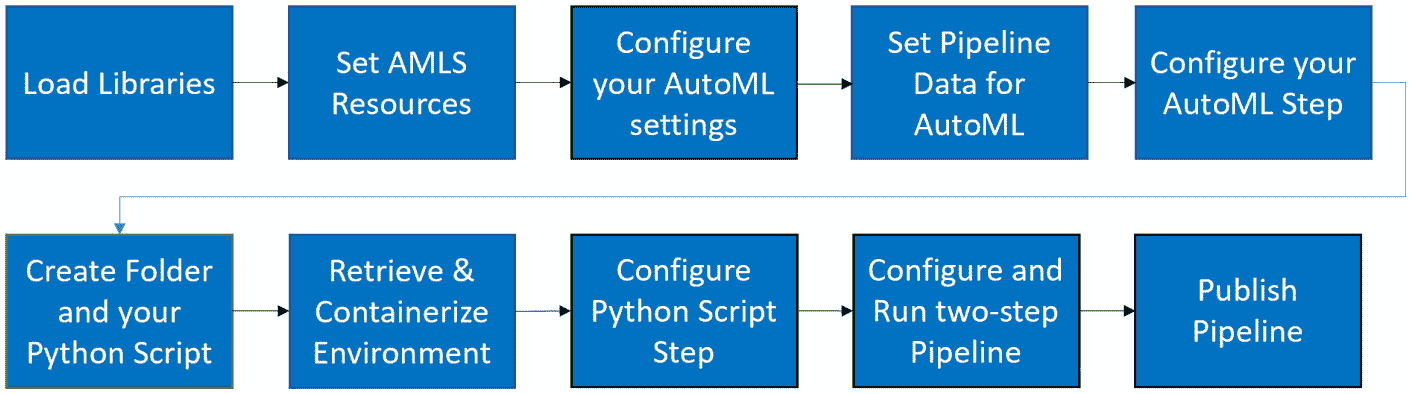 Load Libraries
Set AMLS
Resources
Configure
your AutoML
settings
Set Pipeline
Data for
AutoML
Configure your
AutoML Step
Create Folder
and your
Python Script
Retrieve &
Containerize
Environment
Configure
Python Script
Step
Configure and
Run two-step
Pipeline
Publish
Pipeline